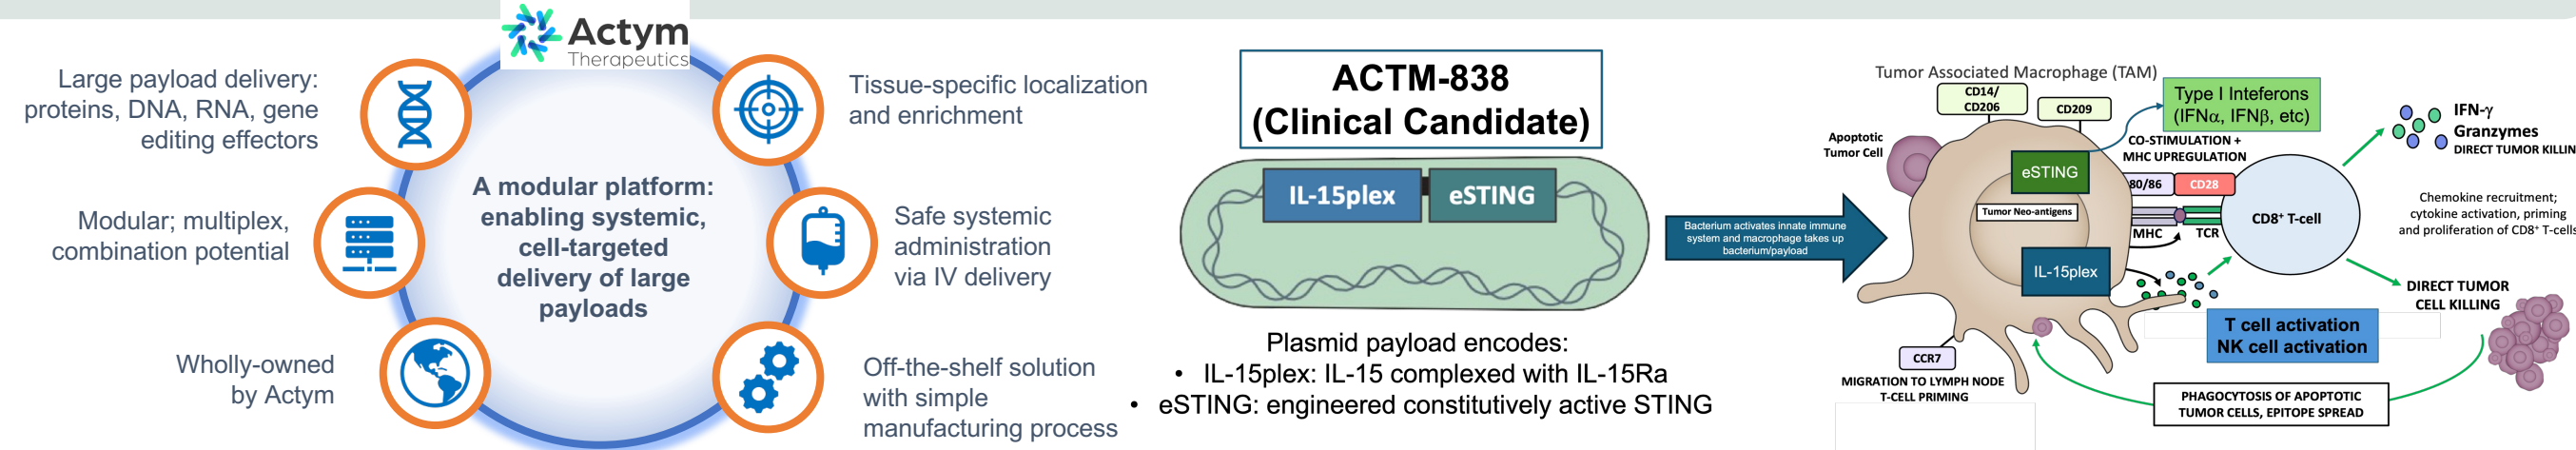 Actym
Therapeutics
Large payload delivery:
proteins, DNA, RNA, gene
editing effectors
Modular; multiplex,
combination potential
Wholly-owned
by Actym
A modular platform:
enabling systemic,
cell-targeted
delivery of large
payloads
Tissue-specific localization
and enrichment
Safe systemic
administration
via IV delivery
Off-the-shelf solution
with simple
manufacturing process
ACTM-838
(Clinical Candidate)
IL-15plex
eSTING
Plasmid payload encodes:
• IL-15plex: IL-15 complexed with IL-15Ra
• eSTING: engineered constitutively active STING
Bacterium activates innate immune
system and macrophage takes up
bacterium/payload
Tumor Associated Macrophage (TAM)
CD14/
CD206
CD209
Apoptotic
Tumor Cell
Type I Inteferons
(IFNα, IFNβ, etc)
CO-STIMULATION +
MHC UPREGULATION
eSTING
80/86
CD28
Tumor Neo-antigens
MHC
TCR
CD8⁺ T-cell
IL-15plex
IFN-γ
Granzymes
DIRECT TUMOR KILLIN
Chemokine recruitment;
cytokine activation, priming
and proliferation of CD8⁺ T-cells
DIRECT TUMOR
CELL KILLING
T cell activation
NK cell activation
CCR7
MIGRATION TO LYMPH NODE
T-CELL PRIMING
PHAGOCYTOSIS OF APOPTOTIC
TUMOR CELLS, EPITOPE SPREAD